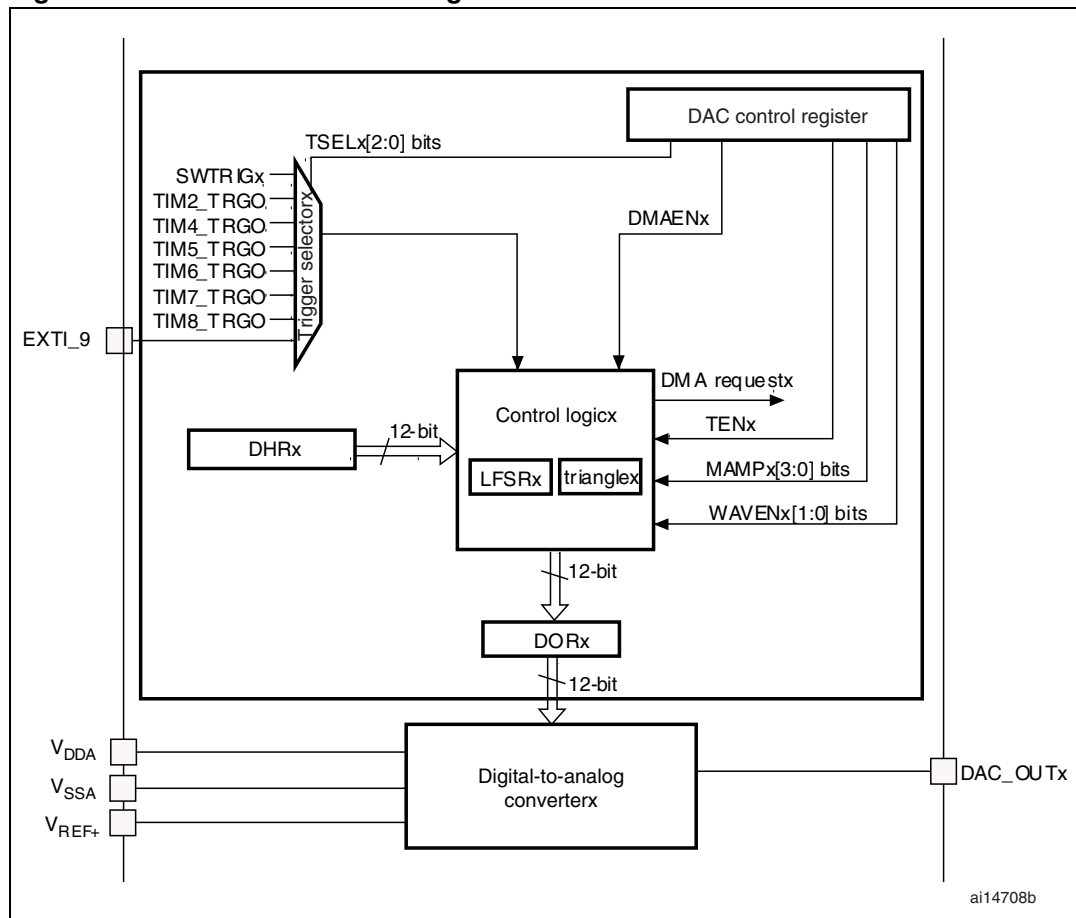 DAC control register
TSELx[2:0] bits
SWTRIGx
TIM2_TRGO
DMAENx
TIM4_TRGO
TIM5_TRGO
TIM6_TRGO
TIM7_TRGO
TIM8_TRGO
Trigger selectorx
EXTI_9
DMA requestx
Control logicx
TENx
12-bit
DHRx
LFSRx
trianglex
MAMPx[3:0] bits
WAVENx[1:0] bits
12-bit
DORx
12-bit
VDDA
Digital-to-analog
converterx
DAC_OUTx
VSSA
VREF+
ai14708b